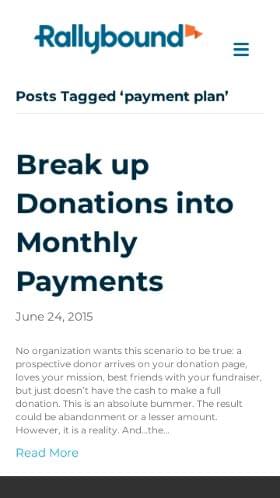 Rallybound
Posts Tagged ‘payment plan’
Break up
Donations into
Monthly
Payments
June 24, 2015
No organization wants this scenario to be true: a
prospective donor arrives on your donation page,
loves your mission, best friends with your fundraiser,
but just doesn’t have the cash to make a full
donation. This is an absolute bummer. The result
could be abandonment or a lesser amount.
However, it is a reality. And…the…
Read More